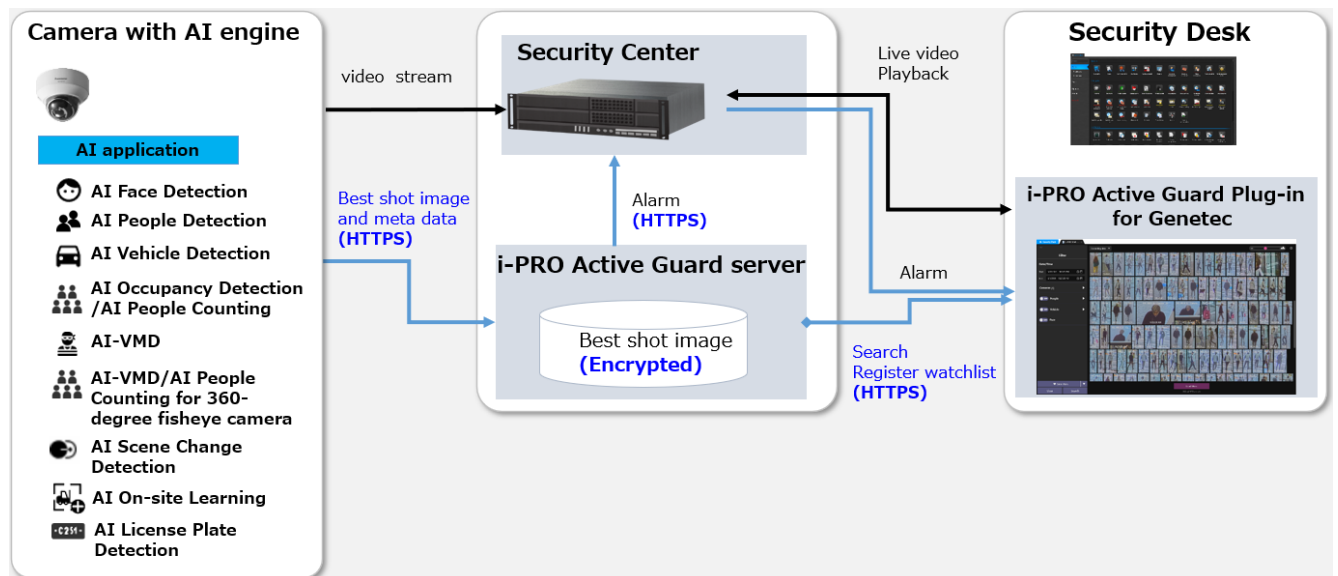 Camera with AI engine
AI application
AI Face Detection
AI People Detection
AI Vehicle Detection
AI Occupancy Detection
/AI People Counting
AI-VMD
AI-VMD/AI People
Counting for 360-
degree fisheye camera
AI Scene Change
Detection
AI On-site Learning
-C251-
AI License Plate
Detection
video stream
Best shot image
and meta data
(HTTPS)
Security Center
Alarm
(HTTPS)
i-PRO Active Guard server
Best shot image
(Encrypted)
Live video
Playback
Alarm
Search
Register watchlist
(HTTPS)
Security Desk
i-PRO Active Guard Plug-in
for Genetec